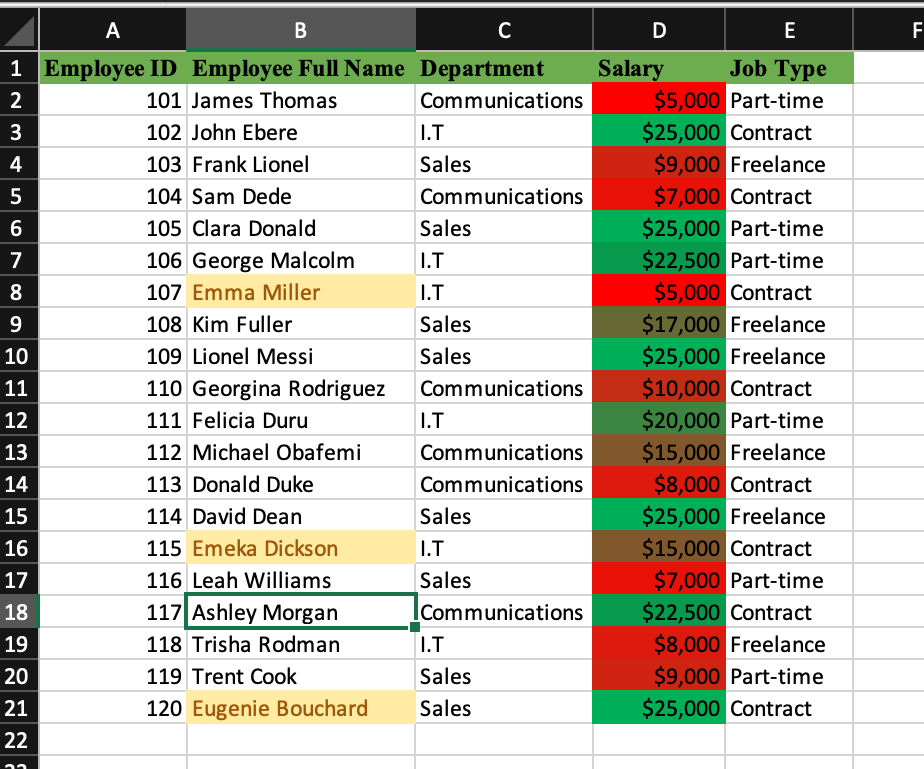 A B C D E F
1 Employee ID Employee Full Name Department Salary Job Type
2 101 James Thomas Communications $5,000 Part-time
3 102 John Ebere I.T $25,000 Contract
4 103 Frank Lionel Sales $9,000 Freelance
5 104 Sam Dede Communications $7,000 Contract
6 105 Clara Donald Sales $25,000 Part-time
7 106 George Malcolm I.T $22,500 Part-time
8 107 Emma Miller I.T $5,000 Contract
9 108 Kim Fuller Sales $17,000 Freelance
10 109 Lionel Messi Sales $25,000 Freelance
11 110 Georgina Rodriguez Communications $10,000 Contract
12 111 Felicia Duru I.T $20,000 Part-time
13 112 Michael Obafemi Communications $15,000 Freelance
14 113 Donald Duke Communications $8,000 Contract
15 114 David Dean Sales $25,000 Freelance
16 115 Emeka Dickson I.T $15,000 Contract
17 116 Leah Williams Sales $7,000 Part-time
18 117 Ashley Morgan Communications $22,500 Contract
19 118 Trisha Rodman I.T $8,000 Freelance
20 119 Trent Cook Sales $9,000 Part-time
21 120 Eugenie Bouchard Sales $25,000 Contract
22